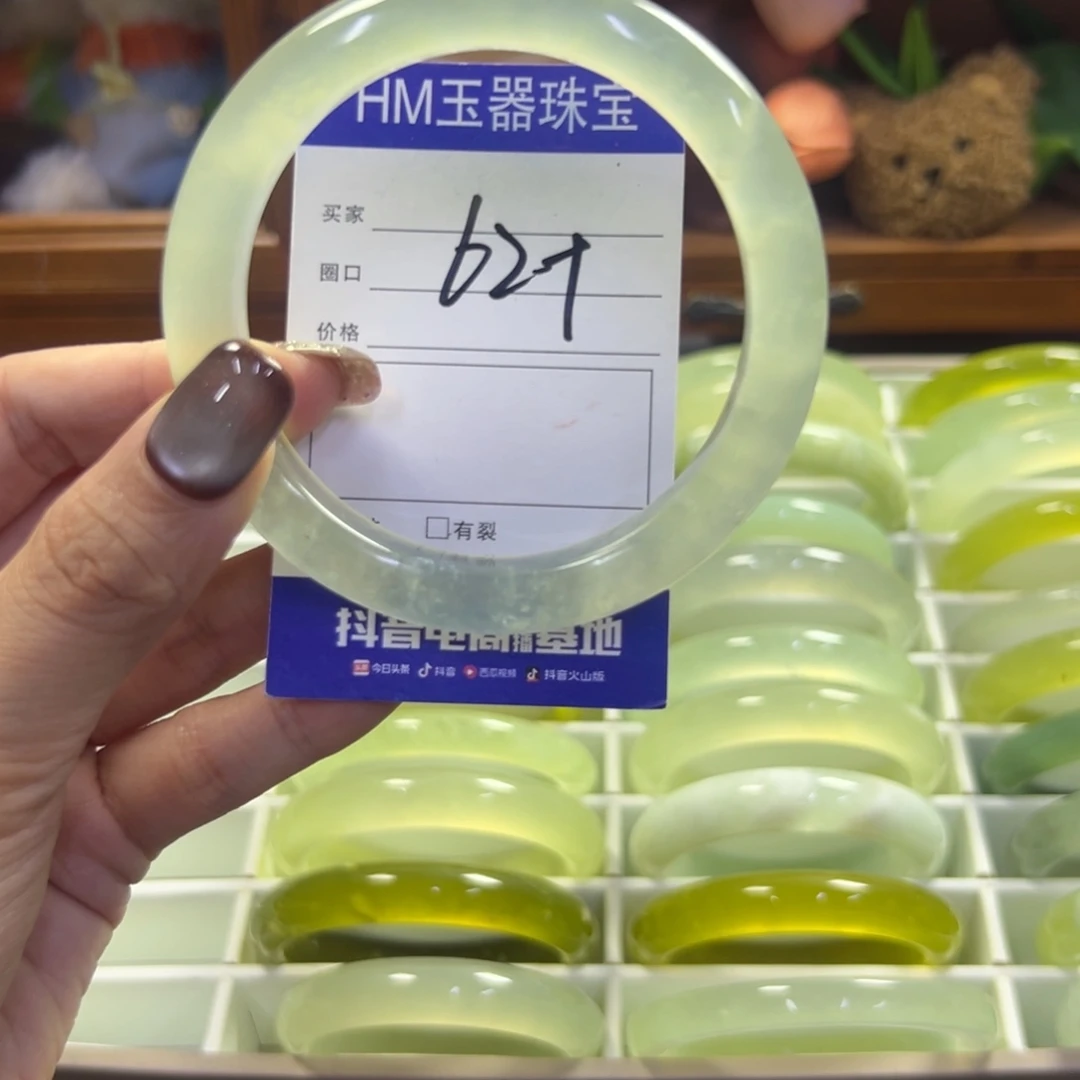 HM玉器珠宝
买家
圈口
价格
62+
□有裂
抖音电商直播基地
今日头条 抖音 西瓜视频 抖音火山版